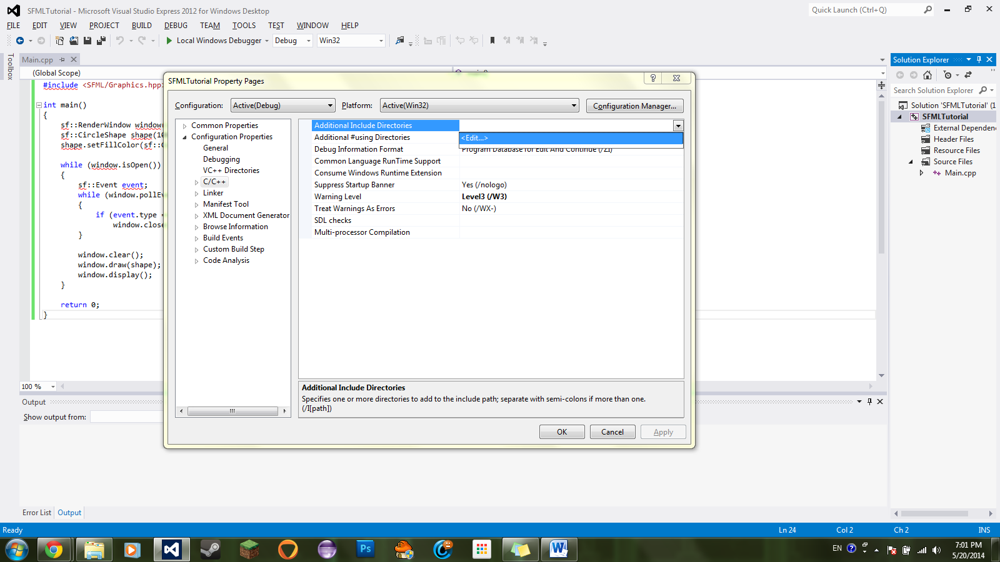 SFMLTutorial - Microsoft Visual Studio Express 2012 for Windows Desktop
Quick Launch (Ctrl+Q)
FILE EDIT VIEW PROJECT BUILD DEBUG TEAM TOOLS TEST WINDOW HELP
Local Windows Debugger Debug Win32
Toolbox
Main.cpp
(Global Scope)
#include <SFML/Graphics.hpp>
int main()
{
sf::RenderWindow window(
sf::CircleShape shape(10
shape.setFillColor(sf::
while (window.isOpen())
{
sf::Event event;
while (window.pollEv
{
if (event.type =
window.close
}
window.clear();
window.draw(shape);
window.display();
}
return 0;
}
100 %
SFMLTutorial Property Pages
Configuration: Active(Debug) Platform: Active(Win32) Configuration Manager...
Common Properties
Configuration Properties
General
Debugging
VC++ Directories
C/C++
Linker
Manifest Tool
XML Document Generator
Browse Information
Build Events
Custom Build Step
Code Analysis
Additional Include Directories
<Edit...>
Additional #using Directories
Debug Information Format Program Database for Edit And Continue (/ZI)
Common Language RunTime Support
Consume Windows Runtime Extension
Suppress Startup Banner Yes (/nologo)
Warning Level Level3 (/W3)
Treat Warnings As Errors No (/WX-)
SDL checks
Multi-processor Compilation
Additional Include Directories
Specifies one or more directories to add to the include path; separate with semi-colons if more than one.
(/I[path])
OK Cancel Apply
Solution Explorer
Search Solution Explorer
Solution 'SFMLTutorial' (1
SFMLTutorial
External Dependen
Header Files
Resource Files
Source Files
Main.cpp
Output
Show output from:
Error List Output
Ready Ln 24 Col 2 Ch 2 INS
Ps
W
EN
7:01 PM
5/20/2014